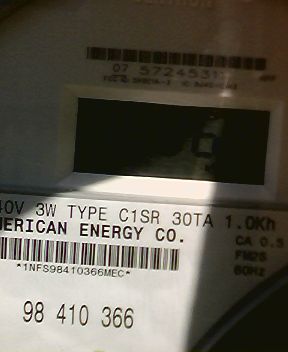 07 5724531
40V 3W TYPE C1SR 30TA 1.0Kh
MERICAN ENERGY CO.
CA 0.5
FM2S
60Hz
*1NFS98410366MEC*
98 410 366